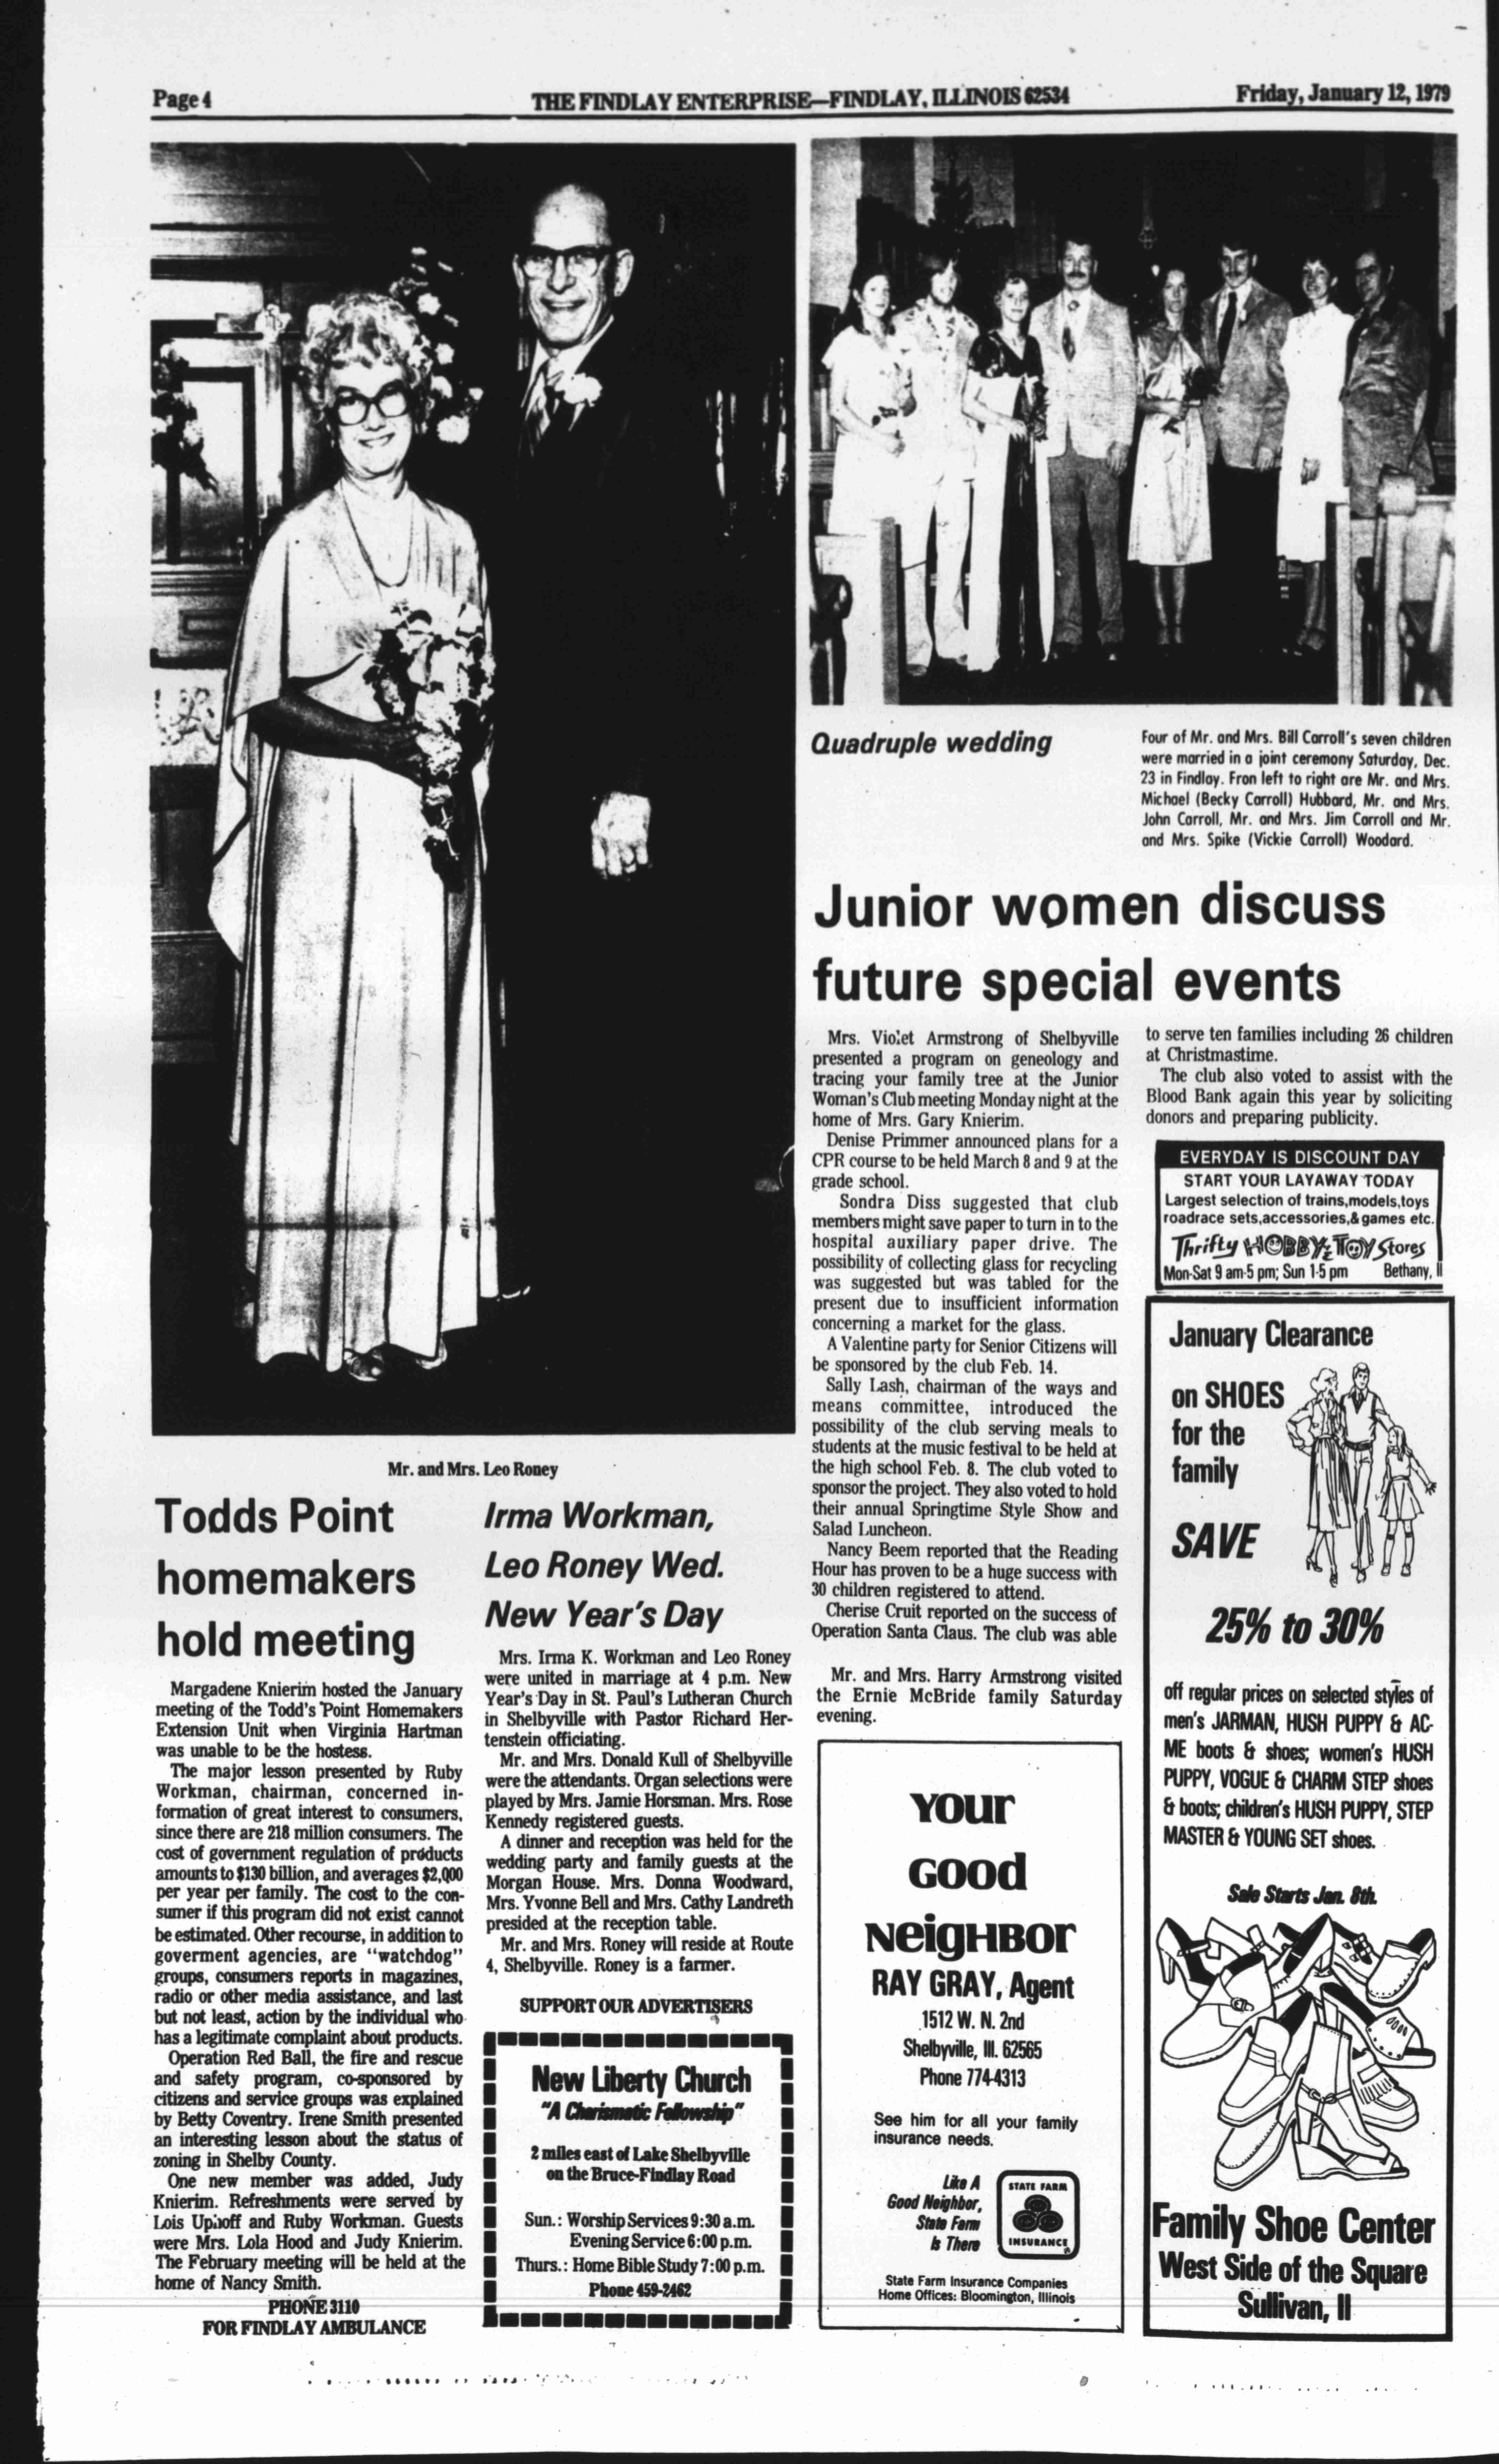 Page 4
THE FINDLAY ENTERPRISE—FINDLAY, ILLINOIS 62534
Friday, January 12, 1979
Quadruple wedding
Four of Mr. and Mrs. Bill Carroll's seven children
were married in a joint ceremony Saturday, Dec.
23 in Findlay. Fron left to right are Mr. and Mrs.
Michael (Becky Carroll) Hubbard, Mr. and Mrs.
John Carroll, Mr. and Mrs. Jim Carroll and Mr.
and Mrs. Spike (Vickie Carroll) Woodard.
Mr. and Mrs. Leo Roney
Todds Point
homemakers
hold meeting
Margadene Knierim hosted the January
meeting of the Todd's Point Homemakers
Extension Unit when Virginia Hartman
was unable to be the hostess.
The major lesson presented by Ruby
Workman, chairman, concerned in-
formation of great interest to consumers,
since there are 218 million consumers. The
cost of government regulation of products
amounts to $130 billion, and averages $2,000
per year per family. The cost to the con-
sumer if this program did not exist cannot
be estimated. Other recourse, in addition to
goverment agencies, are "watchdog"
groups, consumers reports in magazines,
radio or other media assistance, and last
but not least, action by the individual who
has a legitimate complaint about products.
Operation Red Ball, the fire and rescue
and safety program, co-sponsored by
citizens and service groups was explained
by Betty Coventry. Irene Smith presented
an interesting lesson about the status of
zoning in Shelby County.
One new member was added, Judy
Knierim. Refreshments were served by
Lois Uphoff and Ruby Workman. Guests
were Mrs. Lola Hood and Judy Knierim.
The February meeting will be held at the
home of Nancy Smith.
PHONE 3110
FOR FINDLAY AMBULANCE
Irma Workman,
Leo Roney Wed.
New Year's Day
Mrs. Irma K. Workman and Leo Roney
were united in marriage at 4 p.m. New
Year's Day in St. Paul's Lutheran Church
in Shelbyville with Pastor Richard Her-
tenstein officiating.
Mr. and Mrs. Donald Kull of Shelbyville
were the attendants. Organ selections were
played by Mrs. Jamie Horsman. Mrs. Rose
Kennedy registered guests.
A dinner and reception was held for the
wedding party and family guests at the
Morgan House. Mrs. Donna Woodward,
Mrs. Yvonne Bell and Mrs. Cathy Landreth
presided at the reception table.
Mr. and Mrs. Roney will reside at Route
4, Shelbyville. Roney is a farmer.
SUPPORT OUR ADVERTISERS
New Liberty Church
"A Charismatic Fellowship"
2 miles east of Lake Shelbyville
on the Bruce-Findlay Road
Sun.: Worship Services 9:30 a.m.
Evening Service 6:00 p.m.
Thurs.: Home Bible Study 7:00 p.m.
Phone 459-2462
Junior women discuss
future special events
Mrs. Violet Armstrong of Shelbyville
presented a program on geneology and
tracing your family tree at the Junior
Woman's Club meeting Monday night at the
home of Mrs. Gary Knierim.
Denise Primmer announced plans for a
CPR course to be held March 8 and 9 at the
grade school.
Sondra Diss suggested that club
members might save paper to turn in to the
hospital auxiliary paper drive. The
possibility of collecting glass for recycling
was suggested but was tabled for the
present due to insufficient information
concerning a market for the glass.
A Valentine party for Senior Citizens will
be sponsored by the club Feb. 14.
Sally Lash, chairman of the ways and
means committee, introduced the
possibility of the club serving meals to
students at the music festival to be held at
the high school Feb. 8. The club voted to
sponsor the project. They also voted to hold
their annual Springtime Style Show and
Salad Luncheon.
Nancy Beem reported that the Reading
Hour has proven to be a huge success with
30 children registered to attend.
Cherise Cruit reported on the success of
Operation Santa Claus. The club was able
to serve ten families including 26 children
at Christmastime.
The club also voted to assist with the
Blood Bank again this year by soliciting
donors and preparing publicity.
Mr. and Mrs. Harry Armstrong visited
the Ernie McBride family Saturday
evening.
YOUR
GOOD
NEIGHBOR
RAY GRAY, Agent
1512 W. N. 2nd
Shelbyville, Ill. 62565
Phone 774-4313
See him for all your family
insurance needs.
Like A
Good Neighbor,
State Farm
Is There
STATE FARM
INSURANCE
State Farm Insurance Companies
Home Offices: Bloomington, Illinois
EVERYDAY IS DISCOUNT DAY
START YOUR LAYAWAY TODAY
Largest selection of trains,models,toys
roadrace sets,accessories,& games etc.
Thrifty HOBBY & TOY Stores
Mon-Sat 9 am-5 pm; Sun 1-5 pm Bethany, Il
January Clearance
on SHOES
for the
family
SAVE
25% to 30%
off regular prices on selected styles of
men's JARMAN, HUSH PUPPY & AC-
ME boots & shoes; women's HUSH
PUPPY, VOGUE & CHARM STEP shoes
& boots; children's HUSH PUPPY, STEP
MASTER & YOUNG SET shoes.
Sale Starts Jan. 8th.
Family Shoe Center
West Side of the Square
Sullivan, Il